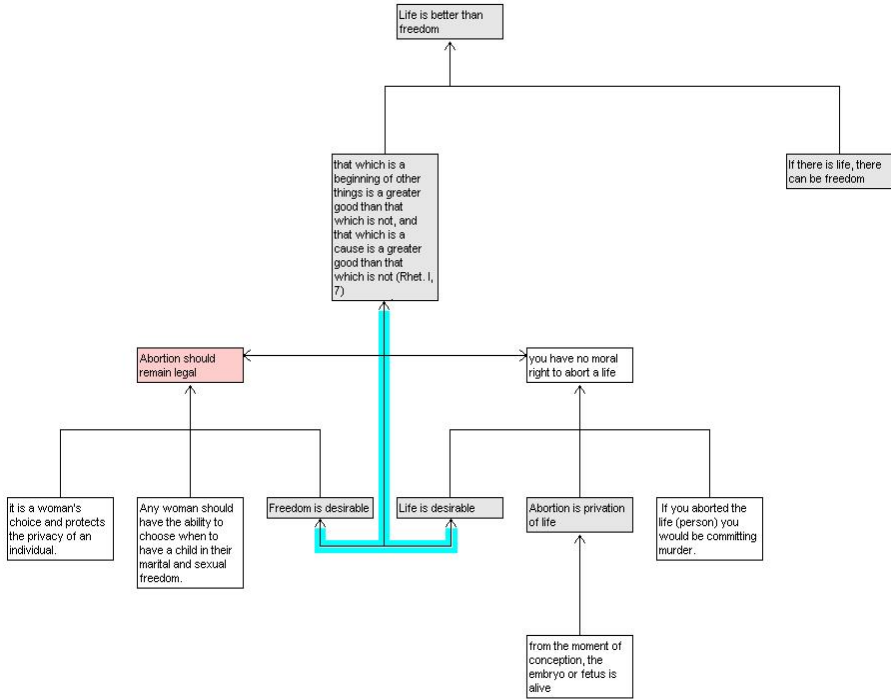 Life is better than
freedom
that which is a
beginning of other
things is a greater
good than that
which is not, and
that which is a
cause is a greater
good than that
which is not (Rhet. I,
7)
If there is life, there
can be freedom
Abortion should
remain legal
you have no moral
right to abort a life
it is a woman's
choice and protects
the privacy of an
individual.
Any woman should
have the ability to
choose when to
have a child in their
marital and sexual
freedom.
Freedom is desirable
Life is desirable
Abortion is privation
of life
If you aborted the
life (person) you
would be committing
murder.
from the moment of
conception, the
embryo or fetus is
alive